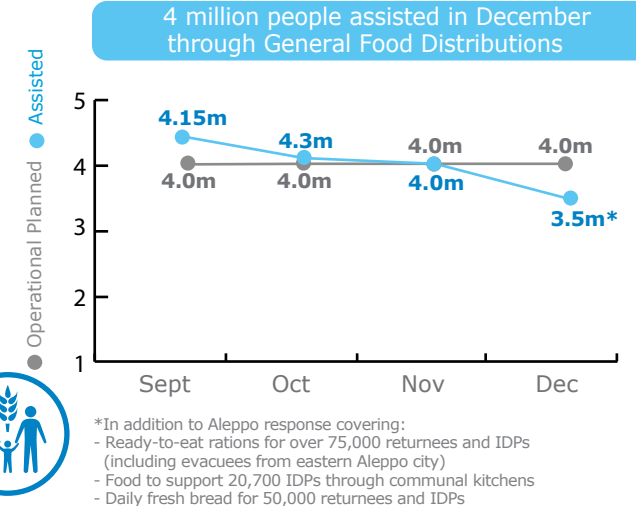 4 million people assisted in December
through General Food Distributions
Operational Planned Assisted
5
4
3
2
1
4.15m
4.3m
4.0m
4.0m
4.0m
4.0m
4.0m
3.5m*
Sept Oct Nov Dec
*In addition to Aleppo response covering:
- Ready-to-eat rations for over 75,000 returnees and IDPs
(including evacuees from eastern Aleppo city)
- Food to support 20,700 IDPs through communal kitchens
- Daily fresh bread for 50,000 returnees and IDPs